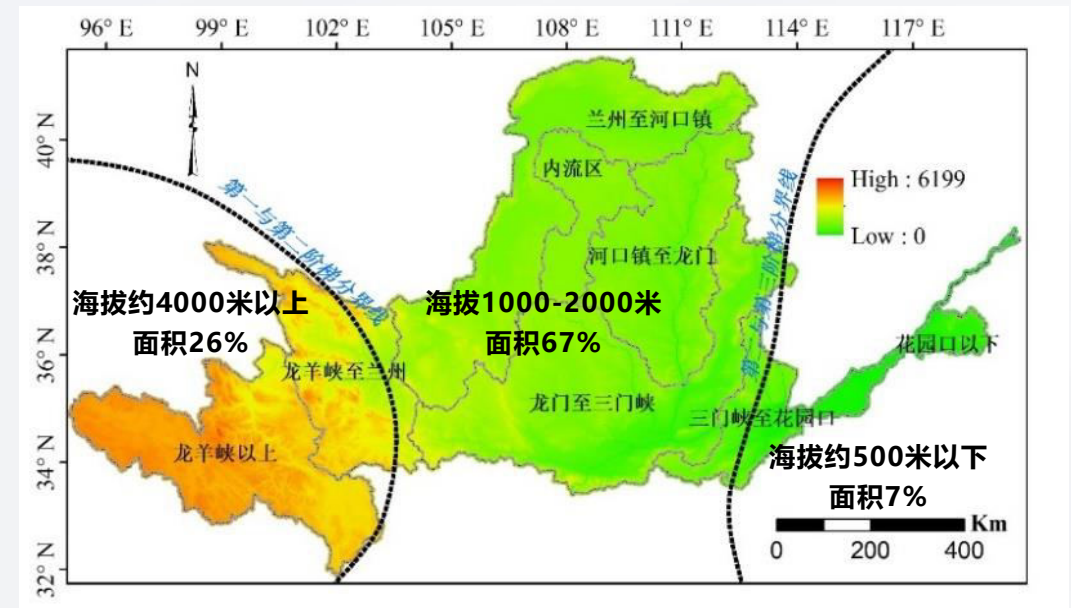 96° E 99° E 102° E 105° E 108° E 111° E 114° E 117° E
N
40° N
38° N
36° N
34° N
32° N
兰州至河口镇
内流区
第一与第二阶梯分界线
第二与第三阶梯分界线
High : 6199
Low : 0
河口镇至龙门
海拔约4000米以上
面积26%
海拔1000-2000米
面积67%
花园口以下
龙羊峡至兰州
龙门至三门峡
三门峡至花园口
龙羊峡以上
海拔约500米以下
面积7%
Km
0 200 400